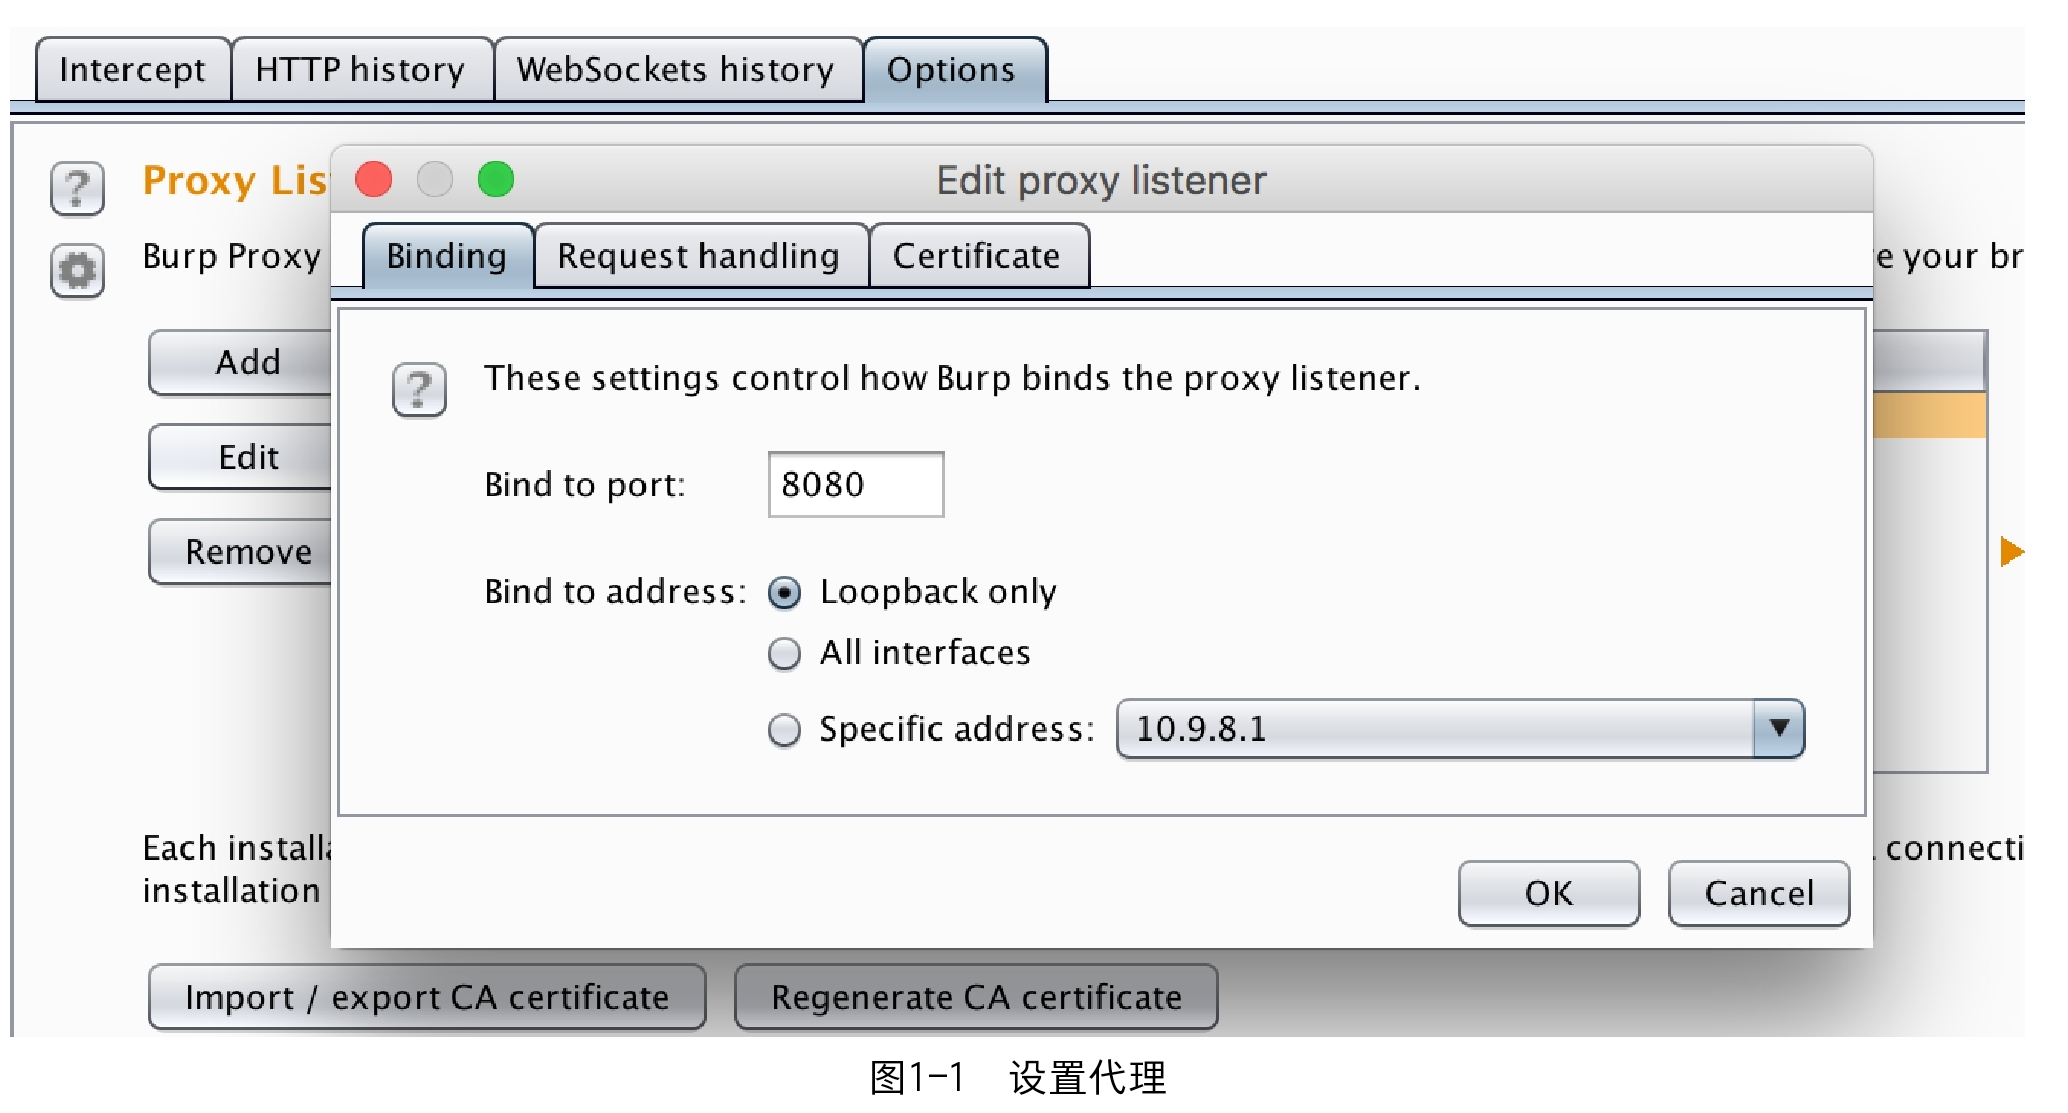 Intercept HTTP history WebSockets history Options
Proxy Lis
Edit proxy listener
Burp Proxy
Binding Request handling Certificate
e your br
Add
These settings control how Burp binds the proxy listener.
Edit
Bind to port: 8080
Remove
Bind to address: Loopback only
All interfaces
Specific address: 10.9.8.1
Each install
connecti
installation
OK Cancel
Import / export CA certificate Regenerate CA certificate
图1-1 设置代理